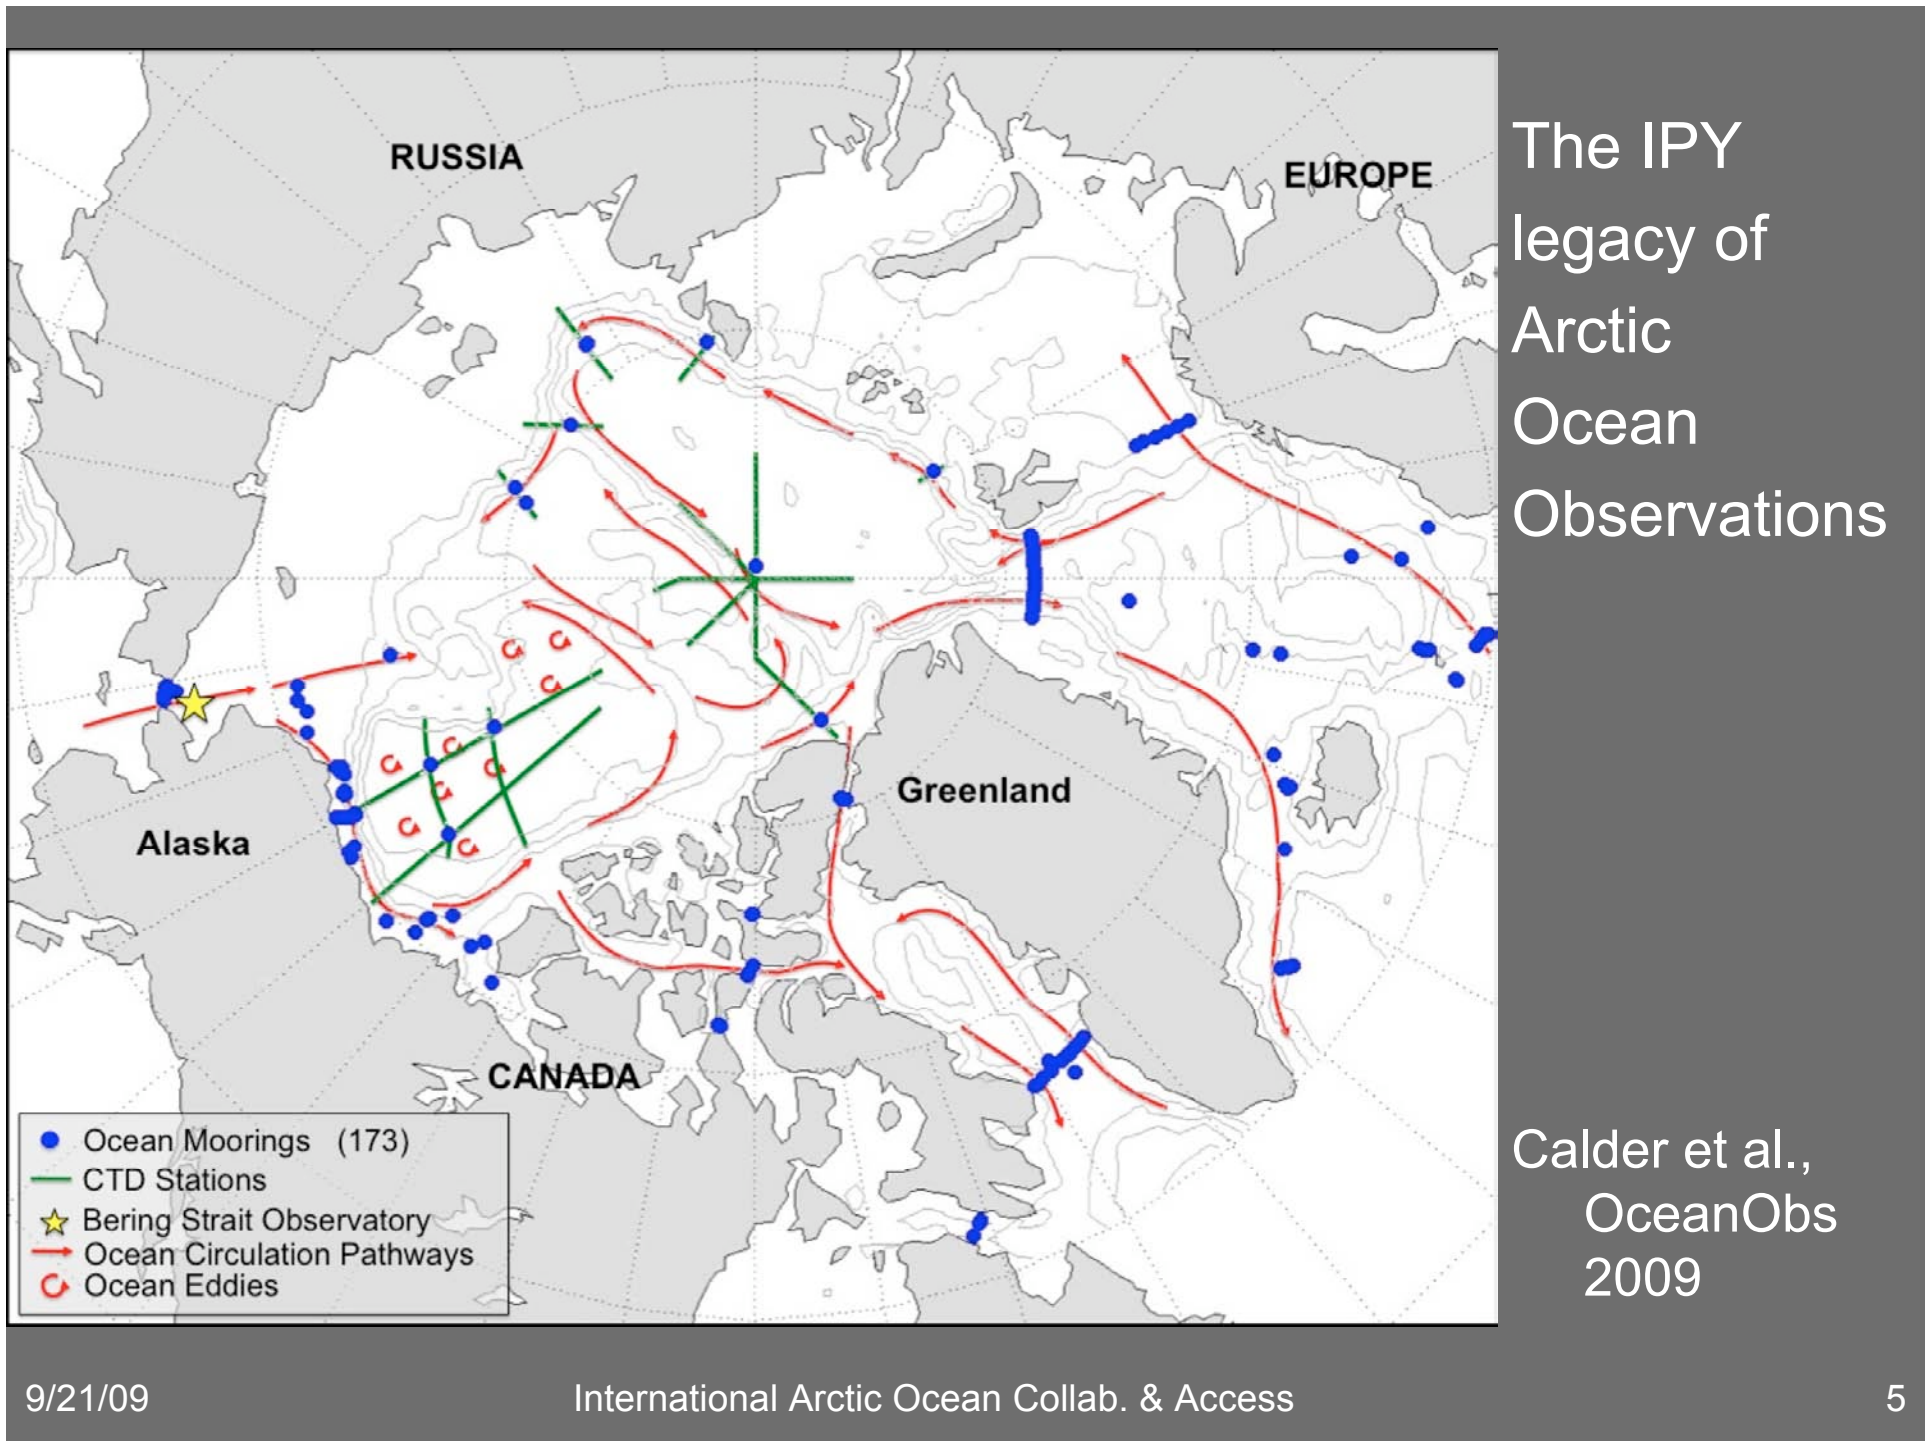 RUSSIA
EUROPE
Greenland
Alaska
CANADA
Ocean Moorings (173)
CTD Stations
Bering Strait Observatory
Ocean Circulation Pathways
Ocean Eddies
The IPY
legacy of
Arctic
Ocean
Observations
Calder et al.,
OceanObs
2009
9/21/09
International Arctic Ocean Collab. & Access
5